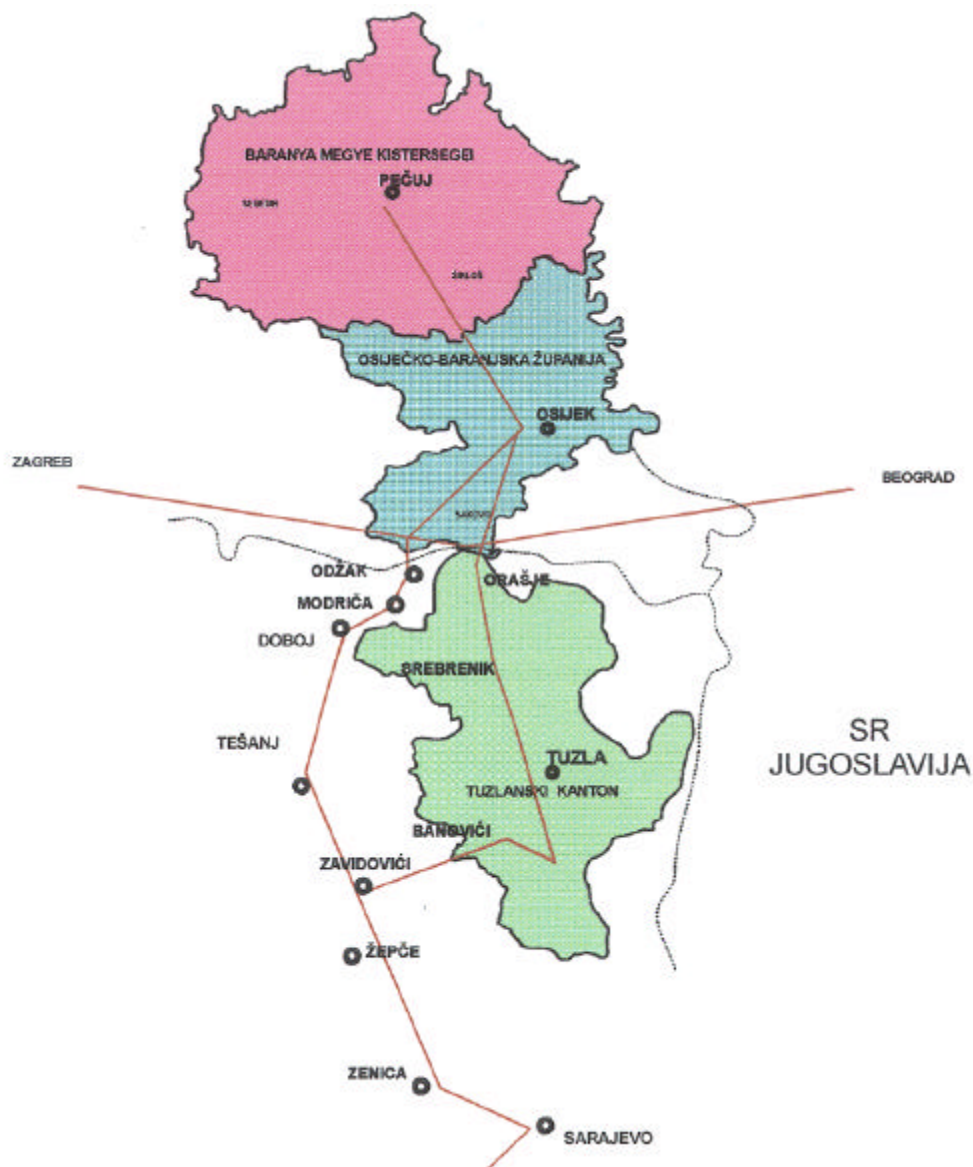 BARANYA MEGYE KISTERSEGEI
PEČUJ
OSIJEČKO-BARANJSKA ŽUPANIJA
OSIJEK
ZAGREB
BEOGRAD
ODŽAK
ORAŠJE
MODRIČA
DOBOJ
SREBRENIK
TEŠANJ
SR
JUGOSLAVIJA
TUZLA
TUZLANSKI KANTON
BANOVIĆI
ZAVIDOVIĆI
ŽEPČE
ZENICA
SARAJEVO